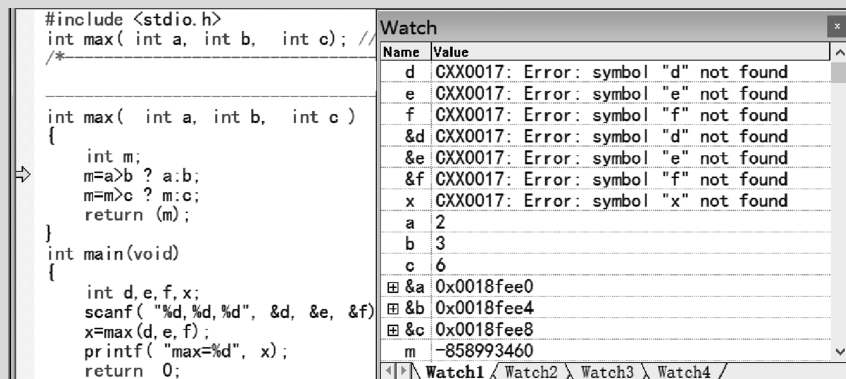 #include <stdio.h>
int max( int a, int b, int c); //
/*
int max( int a, int b, int c )
{
int m;
m=a>b ? a:b;
m=m>c ? m:c;
return (m);
}
int main(void)
{
int d,e,f,x;
scanf( "%d,%d,%d", &d, &e, &f)
x=max(d,e,f);
printf( "max=%d", x);
return 0;
Watch
Name Value
d CXX0017: Error: symbol "d" not found
e CXX0017: Error: symbol "e" not found
f CXX0017: Error: symbol "f" not found
&d CXX0017: Error: symbol "d" not found
&e CXX0017: Error: symbol "e" not found
&f CXX0017: Error: symbol "f" not found
x CXX0017: Error: symbol "x" not found
a 2
b 3
c 6
&a 0x0018fee0
&b 0x0018fee4
&c 0x0018fee8
m -858993460
Watch1 Watch2 Watch3 Watch4